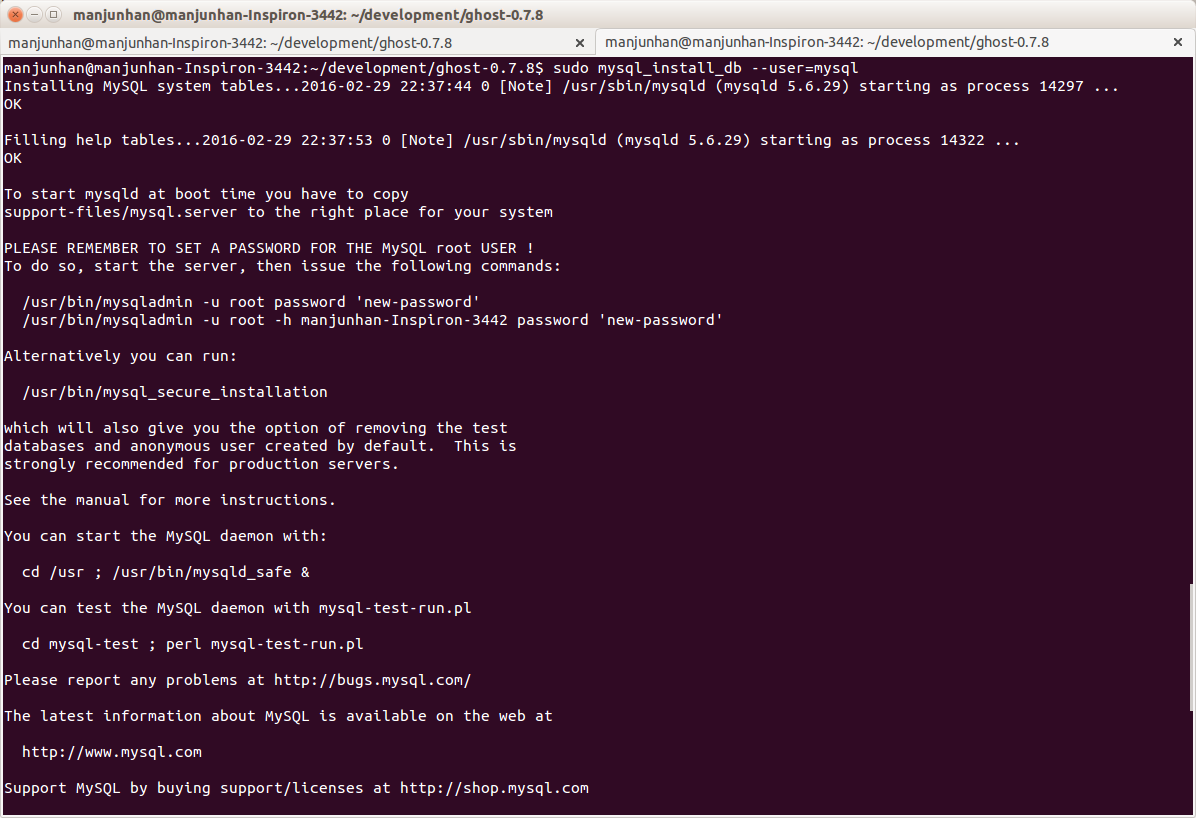 manjunhan@manjunhan-Inspiron-3442: ~/development/ghost-0.7.8
manjunhan@manjunhan-Inspiron-3442: ~/development/ghost-0.7.8
manjunhan@manjunhan-Inspiron-3442: ~/development/ghost-0.7.8
manjunhan@manjunhan-Inspiron-3442:~/development/ghost-0.7.8$ sudo mysql_install_db --user=mysql
Installing MySQL system tables...2016-02-29 22:37:44 0 [Note] /usr/sbin/mysqld (mysqld 5.6.29) starting as process 14297 ...
OK

Filling help tables...2016-02-29 22:37:53 0 [Note] /usr/sbin/mysqld (mysqld 5.6.29) starting as process 14322 ...
OK

To start mysqld at boot time you have to copy
support-files/mysql.server to the right place for your system

PLEASE REMEMBER TO SET A PASSWORD FOR THE MySQL root USER !
To do so, start the server, then issue the following commands:

  /usr/bin/mysqladmin -u root password 'new-password'
  /usr/bin/mysqladmin -u root -h manjunhan-Inspiron-3442 password 'new-password'

Alternatively you can run:

  /usr/bin/mysql_secure_installation

which will also give you the option of removing the test
databases and anonymous user created by default.  This is
strongly recommended for production servers.

See the manual for more instructions.

You can start the MySQL daemon with:

  cd /usr ; /usr/bin/mysqld_safe &

You can test the MySQL daemon with mysql-test-run.pl

  cd mysql-test ; perl mysql-test-run.pl

Please report any problems at http://bugs.mysql.com/

The latest information about MySQL is available on the web at

  http://www.mysql.com

Support MySQL by buying support/licenses at http://shop.mysql.com